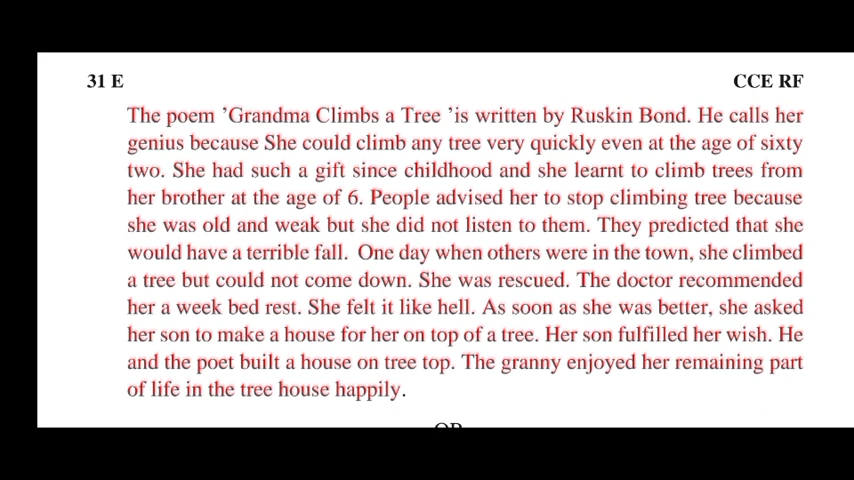 31 E CCE RF
The poem 'Grandma Climbs a Tree 'is written by Ruskin Bond. He calls her
genius because She could climb any tree very quickly even at the age of sixty
two. She had such a gift since childhood and she learnt to climb trees from
her brother at the age of 6. People advised her to stop climbing tree because
she was old and weak but she did not listen to them. They predicted that she
would have a terrible fall. One day when others were in the town, she climbed
a tree but could not come down. She was rescued. The doctor recommended
her a week bed rest. She felt it like hell. As soon as she was better, she asked
her son to make a house for her on top of a tree. Her son fulfilled her wish. He
and the poet built a house on tree top. The granny enjoyed her remaining part
of life in the tree house happily.